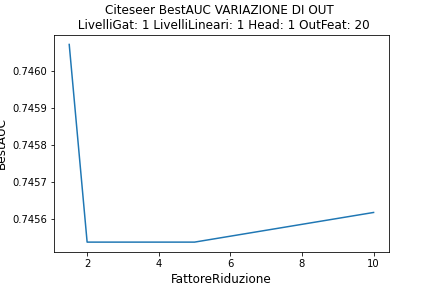 Citeseer BestAUC VARIAZIONE DI OUT
LivelliGat: 1 LivelliLineari: 1 Head: 1 OutFeat: 20
BestAUC
0.7460
0.7459
0.7458
0.7457
0.7456
2 4 6 8 10
FattoreRiduzione